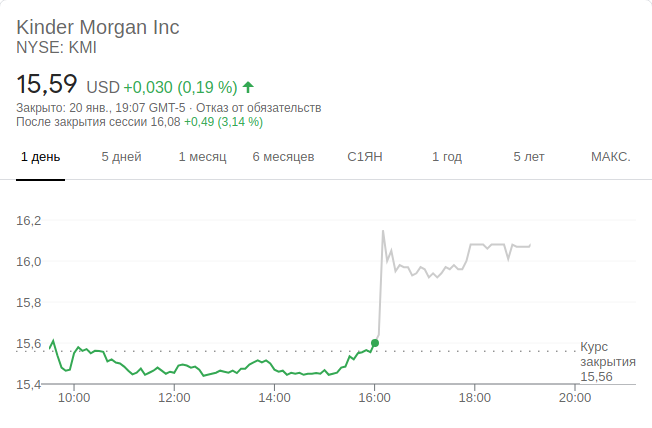 Kinder Morgan Inc
NYSE: KMI
15,59 USD +0,030 (0,19 %)
Закрыто: 20 янв., 19:07 GMT-5 · Отказ от обязательств
После закрытия сессии 16,08 +0,49 (3,14 %)
1 день 5 дней 1 месяц 6 месяцев С1ЯН 1 год 5 лет МАКС.
16,2
16,0
15,8
15,6
15,4
Курс
закрытия
15,56
10:00 12:00 14:00 16:00 18:00 20:00